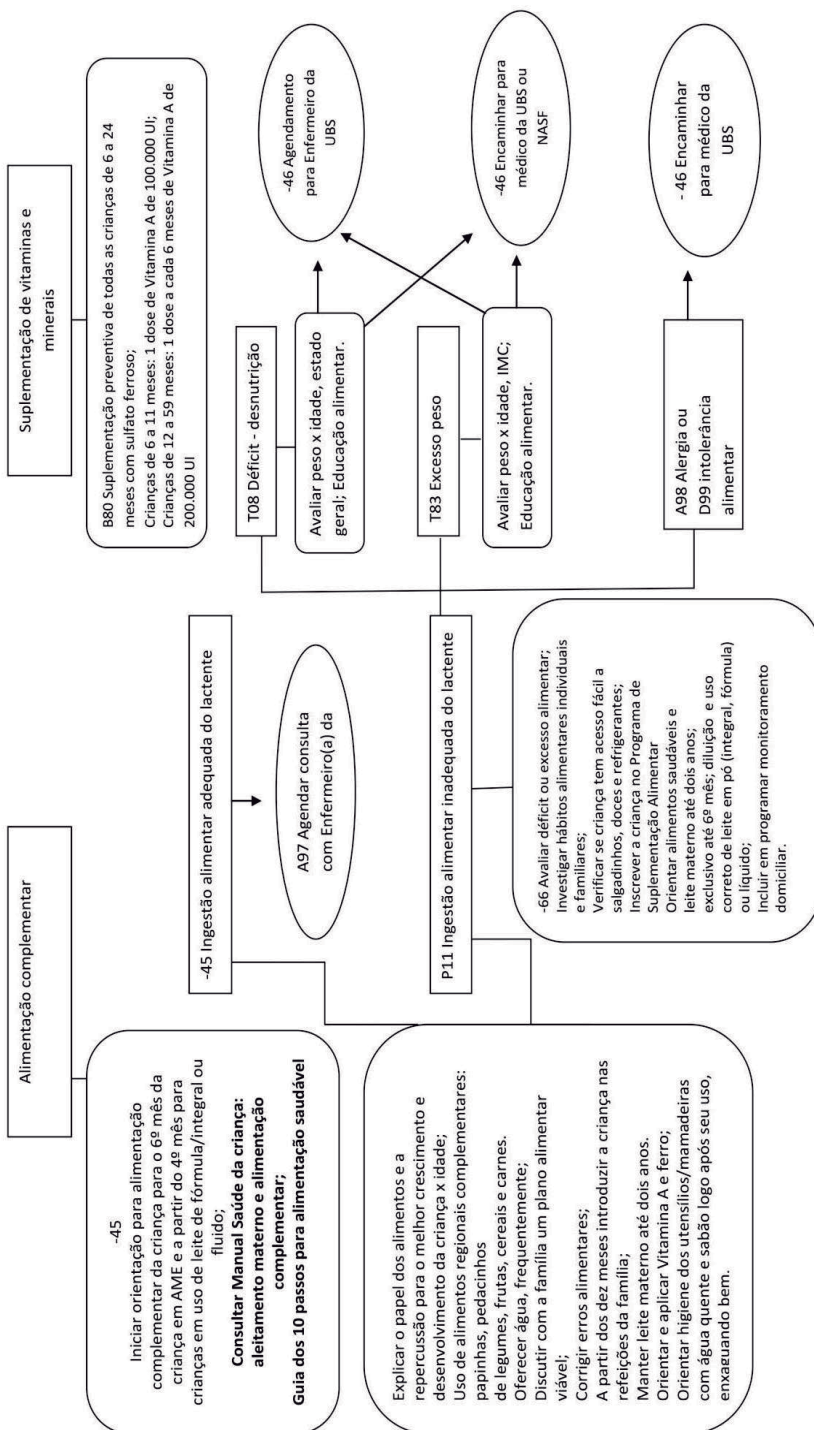 Alimentação complementar
-45
Iniciar orientação para alimentação
complementar da criança para o 6º mês da
criança em AME e a partir do 4º mês para
crianças em uso de leite de fórmula/integral ou
fluido;
Consultar Manual Saúde da criança:
aleitamento materno e alimentação
complementar;
Guia dos 10 passos para alimentação saudável
Explicar o papel dos alimentos e a
repercussão para o melhor crescimento e
desenvolvimento da criança x idade;
Uso de alimentos regionais complementares:
papinhas, pedacinhos
de legumes, frutas, cereais e carnes.
Oferecer água, frequentemente;
Discutir com a família um plano alimentar
viável;
Corrigir erros alimentares;
A partir dos dez meses introduzir a criança nas
refeições da família;
Manter leite materno até dois anos.
Orientar e aplicar Vitamina A e ferro;
Orientar higiene dos utensílios/mamadeiras
com água quente e sabão logo após seu uso,
enxaguando bem.
-45 Ingestão alimentar adequada do lactente
A97 Agendar consulta
com Enfermeiro(a) da
P11 Ingestão alimentar inadequada do lactente
-66 Avaliar déficit ou excesso alimentar;
Investigar hábitos alimentares individuais
e familiares;
Verificar se criança tem acesso fácil a
salgadinhos, doces e refrigerantes;
Inscrever a criança no Programa de
Suplementação Alimentar
Orientar alimentos saudáveis e
leite materno até dois anos;
exclusivo até 6º mês; diluição e uso
correto de leite em pó (integral, fórmula)
ou líquido;
Incluir em programar monitoramento
domiciliar.
Suplementação de vitaminas e
minerais
B80 Suplementação preventiva de todas as crianças de 6 a 24
meses com sulfato ferroso;
Crianças de 6 a 11 meses: 1 dose de Vitamina A de 100.000 UI;
Crianças de 12 a 59 meses: 1 dose a cada 6 meses de Vitamina A de
200.000 UI
T08 Déficit - desnutrição
Avaliar peso x idade, estado
geral; Educação alimentar.
T83 Excesso peso
Avaliar peso x idade, IMC;
Educação alimentar.
A98 Alergia ou
D99 intolerância
alimentar
-46 Agendamento
para Enfermeiro da
UBS
-46 Encaminhar para
médico da UBS ou
NASF
- 46 Encaminhar
para médico da
UBS